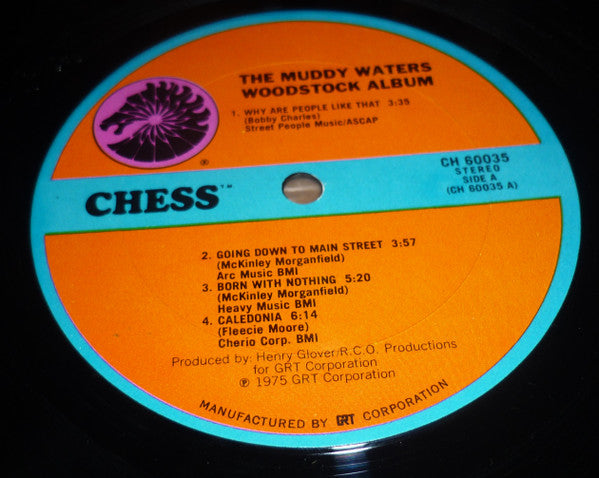 THE MUDDY WATERS
WOODSTOCK ALBUM
1. WHY ARE PEOPLE LIKE THAT 3:35
(Bobby Charles)
Street People Music/ASCAP
®
CHESS™
CH 60035
STEREO
SIDE A
(CH 60035 A)
2. GOING DOWN TO MAIN STREET 3:57
(McKinley Morganfield)
Arc Music BMI
3. BORN WITH NOTHING 5:20
(McKinley Morganfield)
Heavy Music BMI
4. CALEDONIA 6:14
(Fleecie Moore)
Cherio Corp. BMI
Produced by: Henry Glover/R.C.O. Productions
for GRT Corporation
℗ 1975 GRT Corporation
MANUFACTURED BY GRT CORPORATION